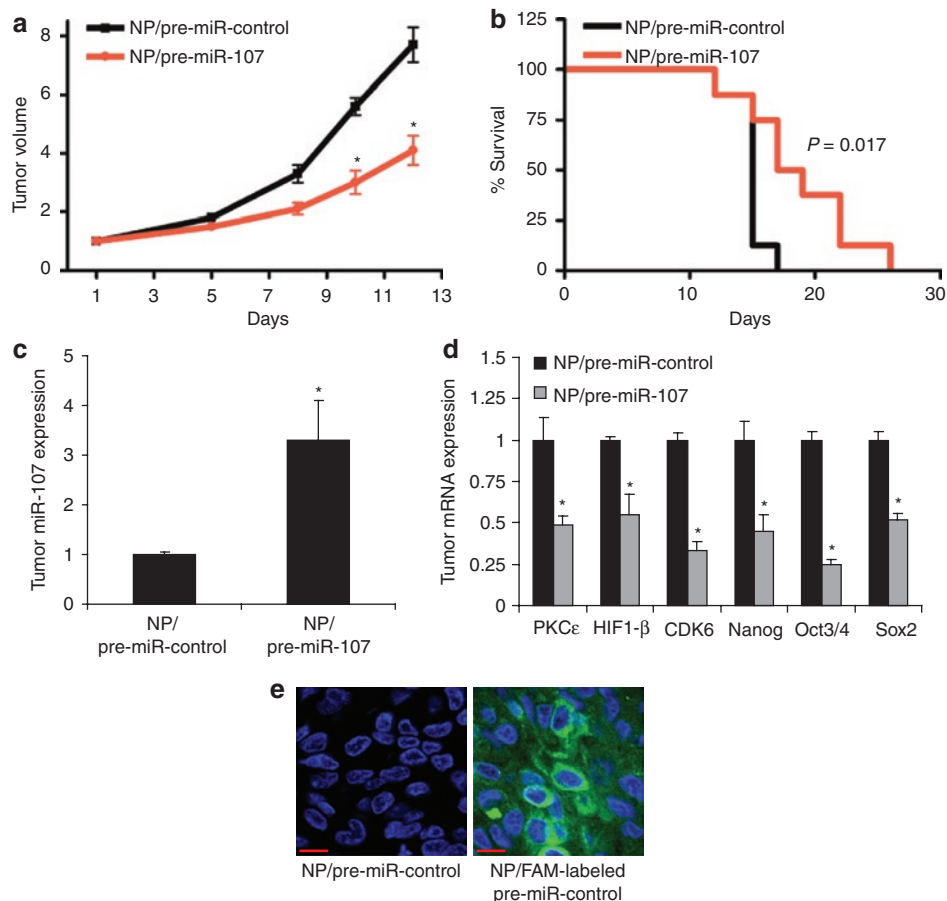 a
NP/pre-miR-control
NP/pre-miR-107
Tumor volume
8
6
4
2
0
*
*
1
3
5
7
9
11
13
Days
b
NP/pre-miR-control
NP/pre-miR-107
% Survival
125
100
75
50
25
0
P = 0.017
0
10
20
30
Days
c
Tumor miR-107 expression
5
4
3
2
1
0
*
NP/
pre-miR-control
NP/
pre-miR-107
d
NP/pre-miR-control
NP/pre-miR-107
Tumor mRNA expression
1.5
1.25
1
0.75
0.5
0.25
0
*
*
*
*
*
*
PKCε
HIF1-β
CDK6
Nanog
Oct3/4
Sox2
e
NP/pre-miR-control
NP/FAM-labeled
pre-miR-control